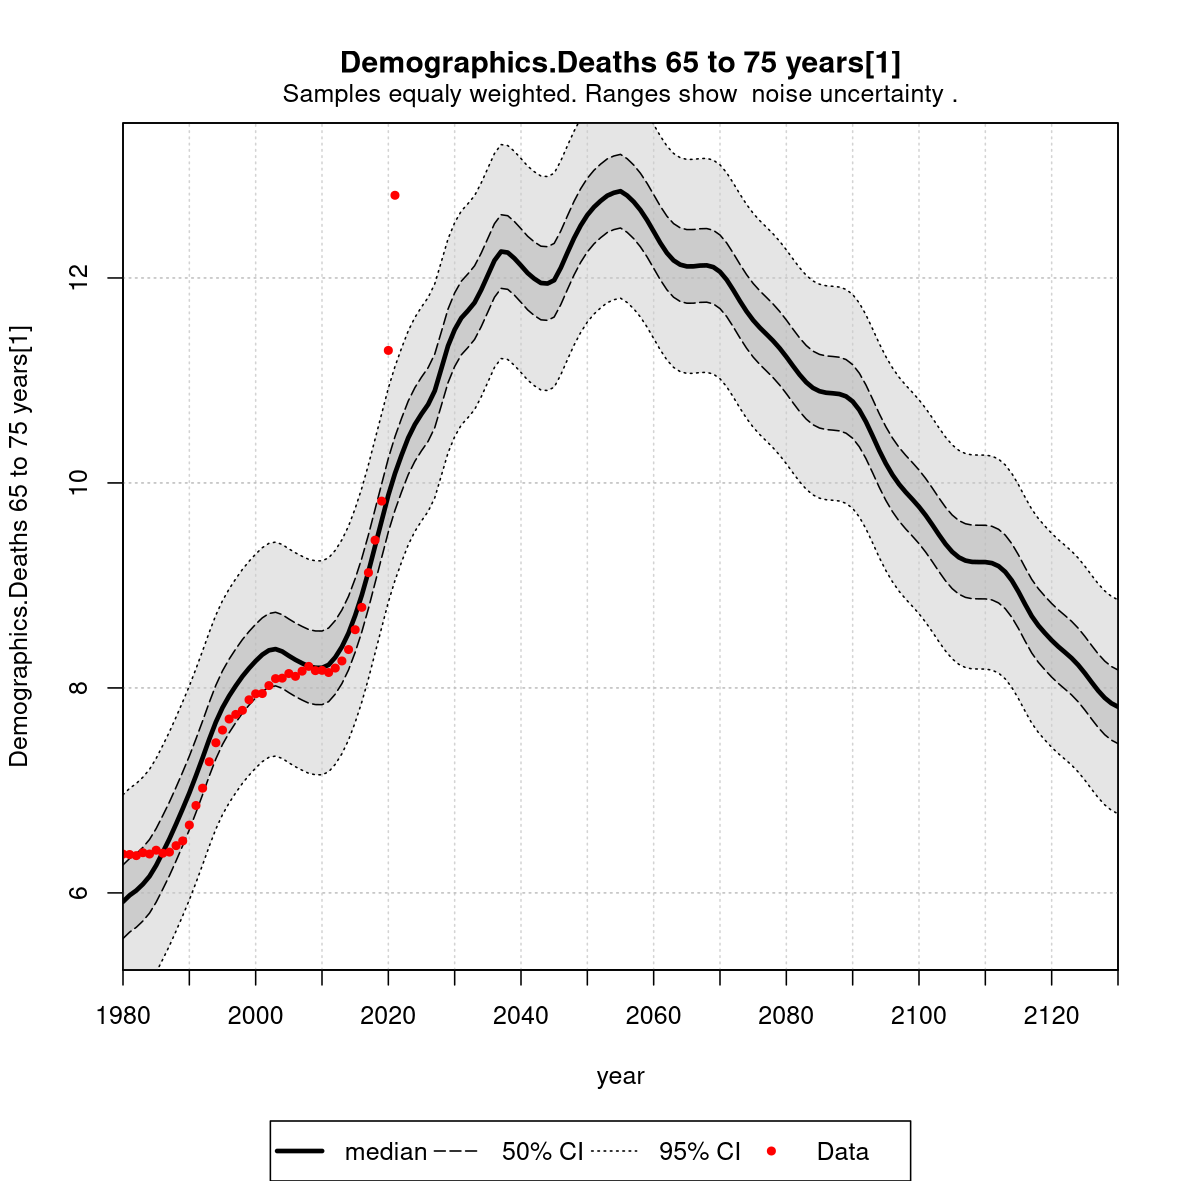 Demographics.Deaths 65 to 75 years[1]
Samples equaly weighted. Ranges show  noise uncertainty .
Demographics.Deaths 65 to 75 years[1]
12
10
8
6
1980 2000 2020 2040 2060 2080 2100 2120
year
median 50% CI 95% CI Data